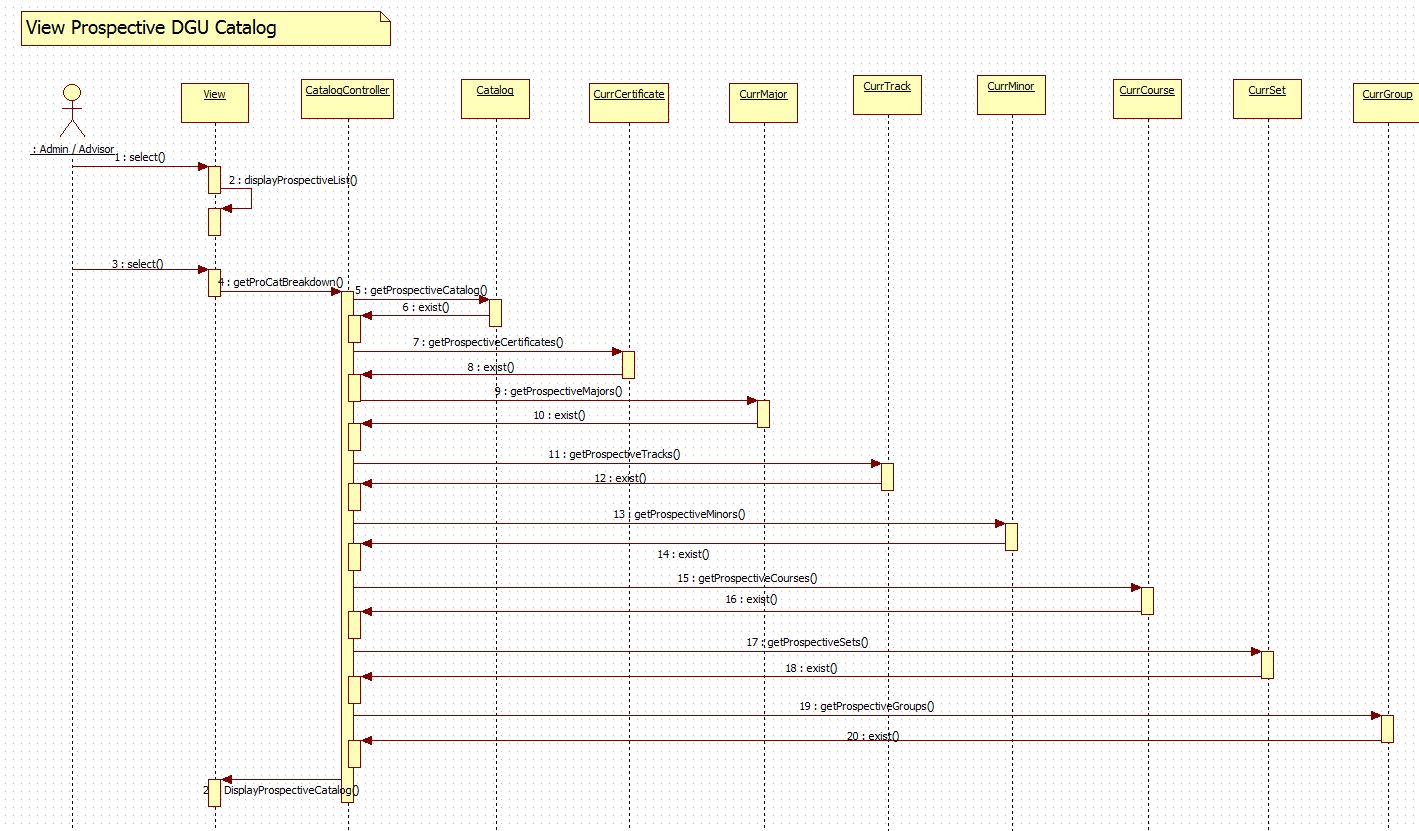 View Prospective DGU Catalog
View
CatalogController
Catalog
CurrCertificate
CurrMajor
CurrTrack
CurrMinor
CurrCourse
CurrSet
CurrGroup
: Admin / Advisor
1 : select()
2 : displayProspectiveList()
3 : select()
4 : getProCatBreakdown()
5 : getProspectiveCatalog()
6 : exist()
7 : getProspectiveCertificates()
8 : exist()
9 : getProspectiveMajors()
10 : exist()
11 : getProspectiveTracks()
12 : exist()
13 : getProspectiveMinors()
14 : exist()
15 : getProspectiveCourses()
16 : exist()
17 : getProspectiveSets()
18 : exist()
19 : getProspectiveGroups()
20 : exist()
2 DisplayProspectiveCatalog()